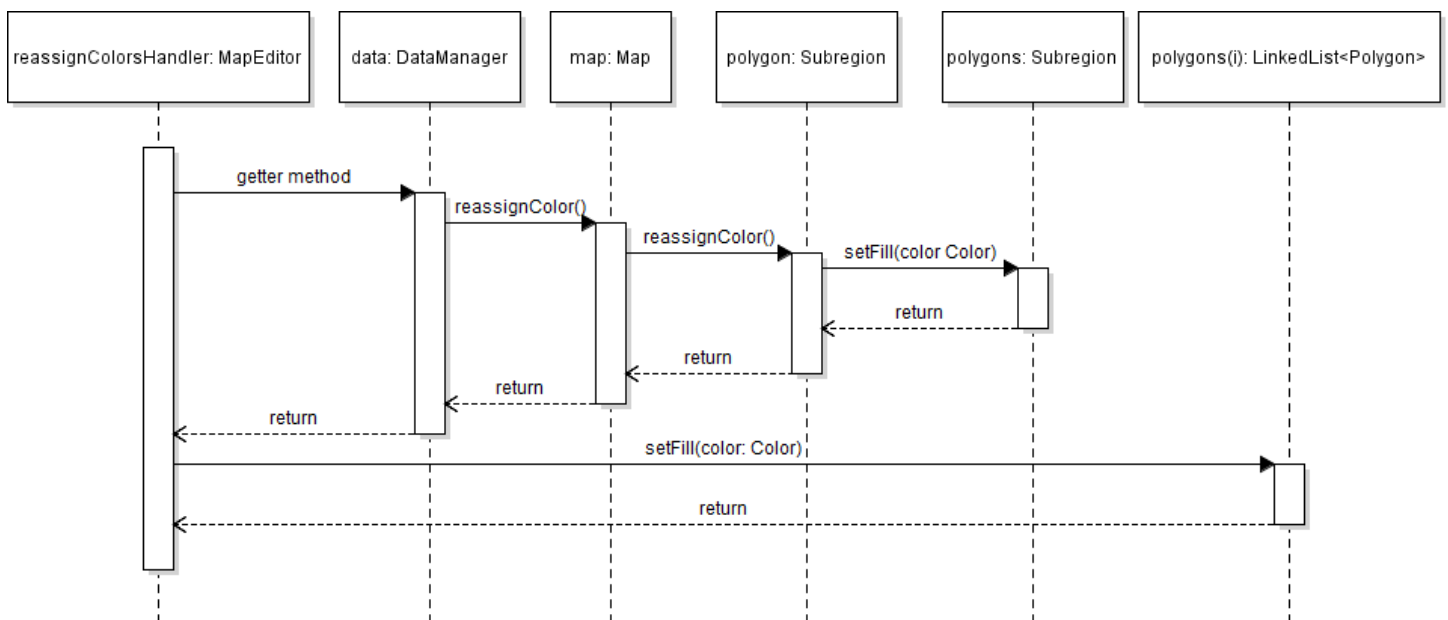 reassignColorsHandler: MapEditor
data: DataManager
map: Map
polygon: Subregion
polygons: Subregion
polygons(i): LinkedList<Polygon>
getter method
reassignColor()
reassignColor()
setFill(color Color)
return
return
return
return
setFill(color: Color)
return